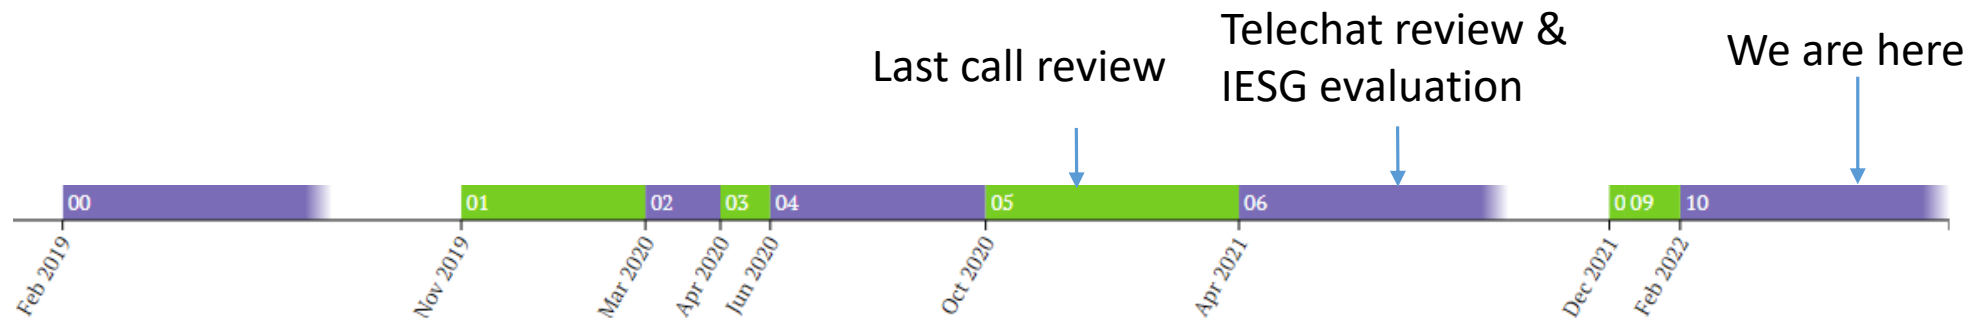 Last call review
Telechat review &
IESG evaluation
We are here
00
01
02
03
04
05
06
0 09
10
Feb 2019
Nov 2019
Mar 2020
Apr 2020
Jun 2020
Oct 2020
Apr 2021
Dec 2021
Feb 2022